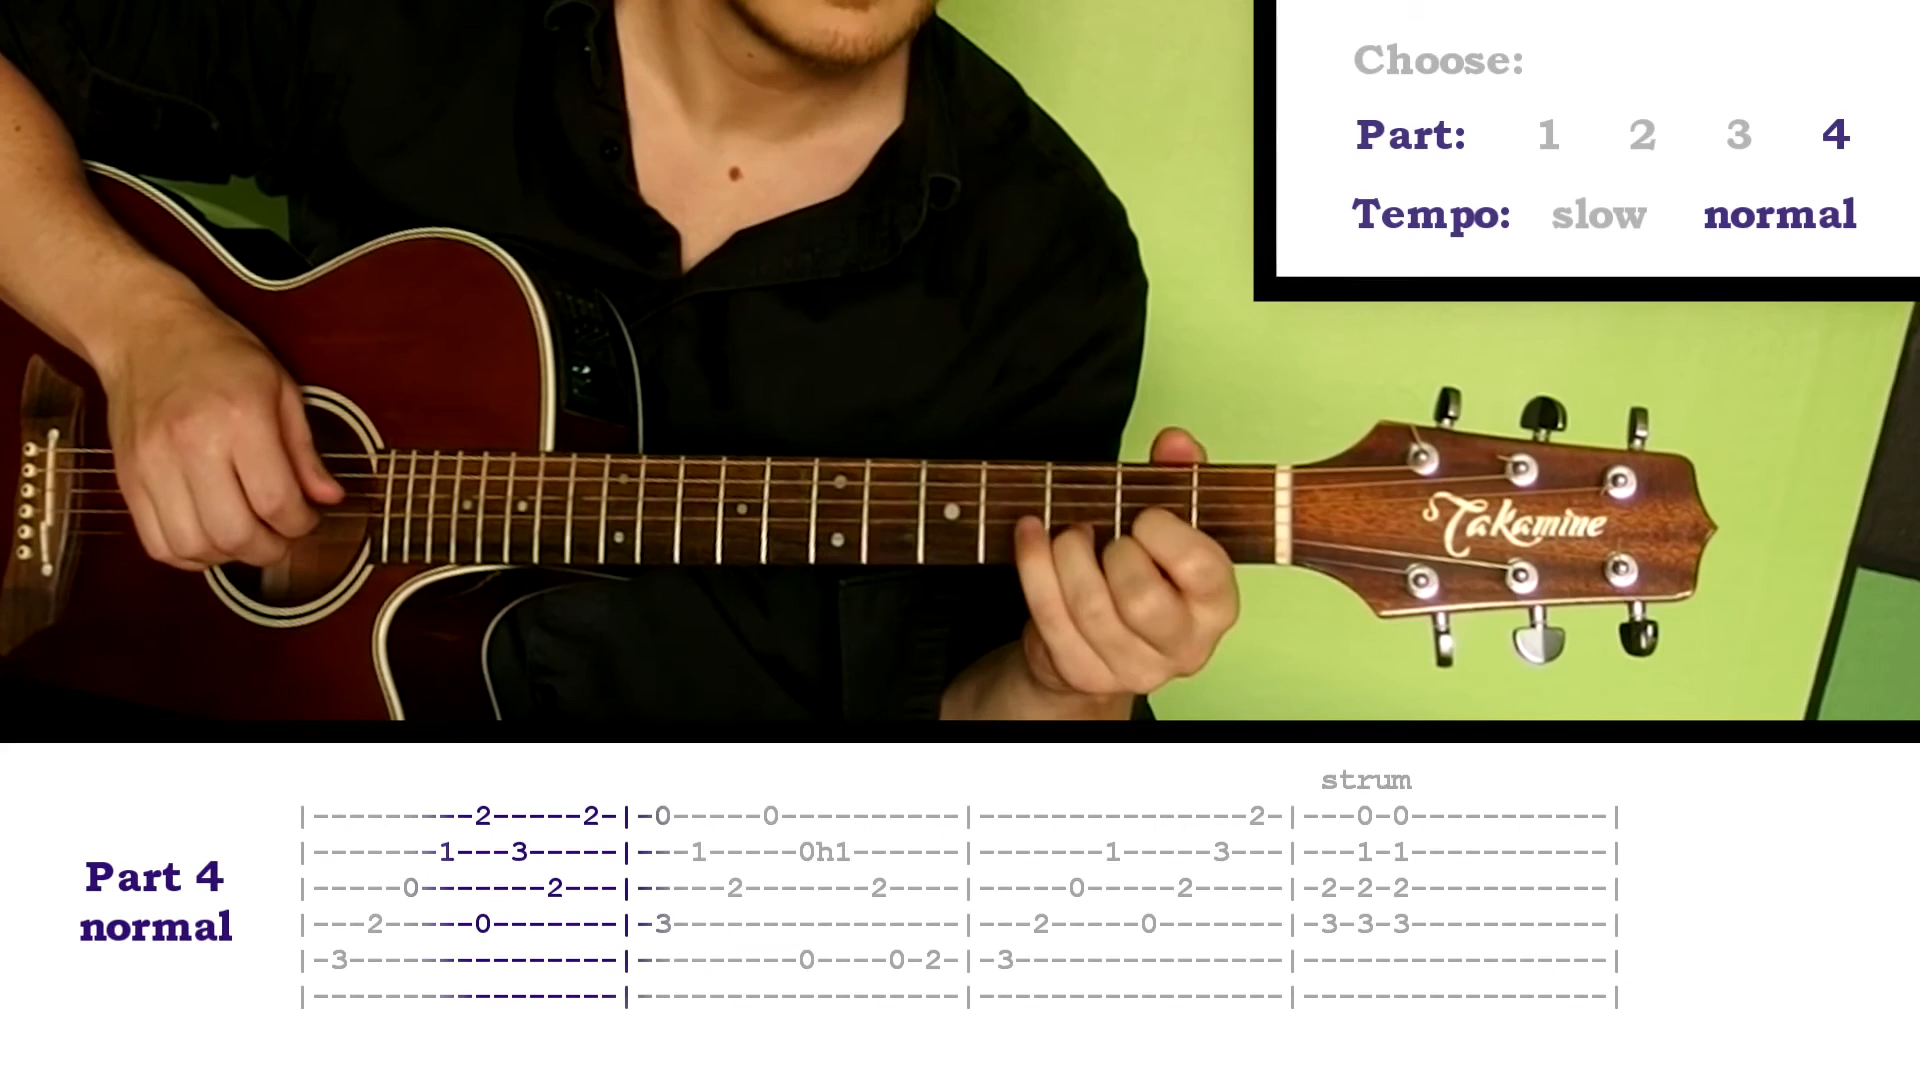 Choose:
Part: 1 2 3 4
Tempo: slow normal
Takamine
Part 4
normal
strum
|---------2-----2-|-0-----0----------|---------------2-|---0-0-----------|
|-------1---3-----|---1-----0h1------|-------1-----3---|---1-1-----------|
|-----0-------2---|-----2-------2----|-----0-----2-----|-2-2-2-----------|
|---2-----0-------|-3----------------|---2-----0-------|-3-3-3-----------|
|-3---------------|---------0----0-2-|-3---------------|-----------------|
|-----------------|------------------|-----------------|-----------------|